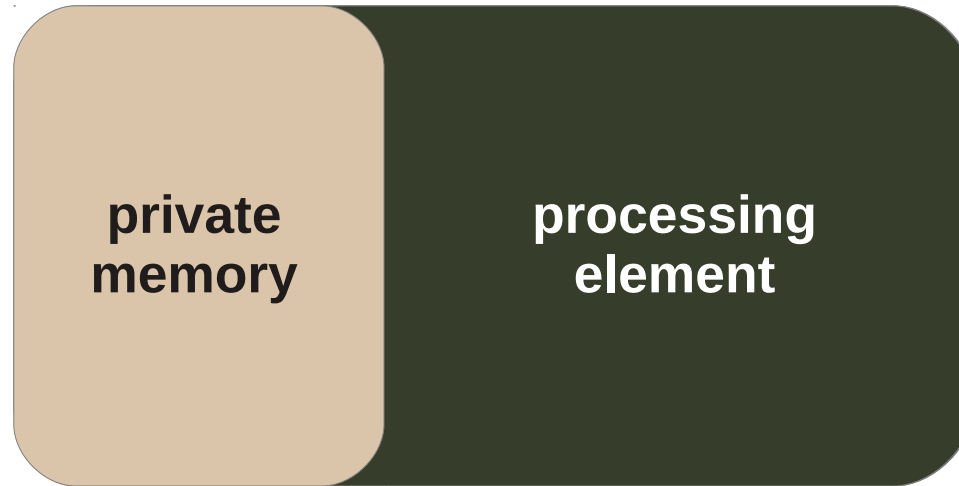 private
memory
processing
element